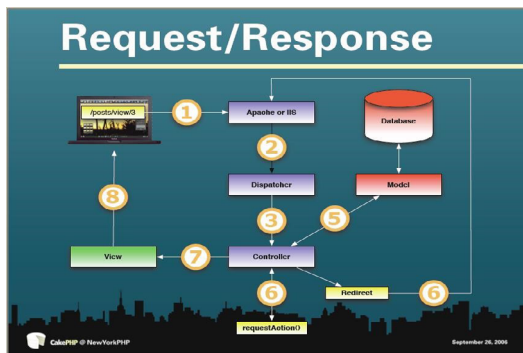 Request/Response
/posts/view/3
1
Apache or IIS
Database
2
Dispatcher
Model
8
3
5
View
7
Controller
6
Redirect
6
requestAction()
CakePHP @ NewYorkPHP
September 26, 2006